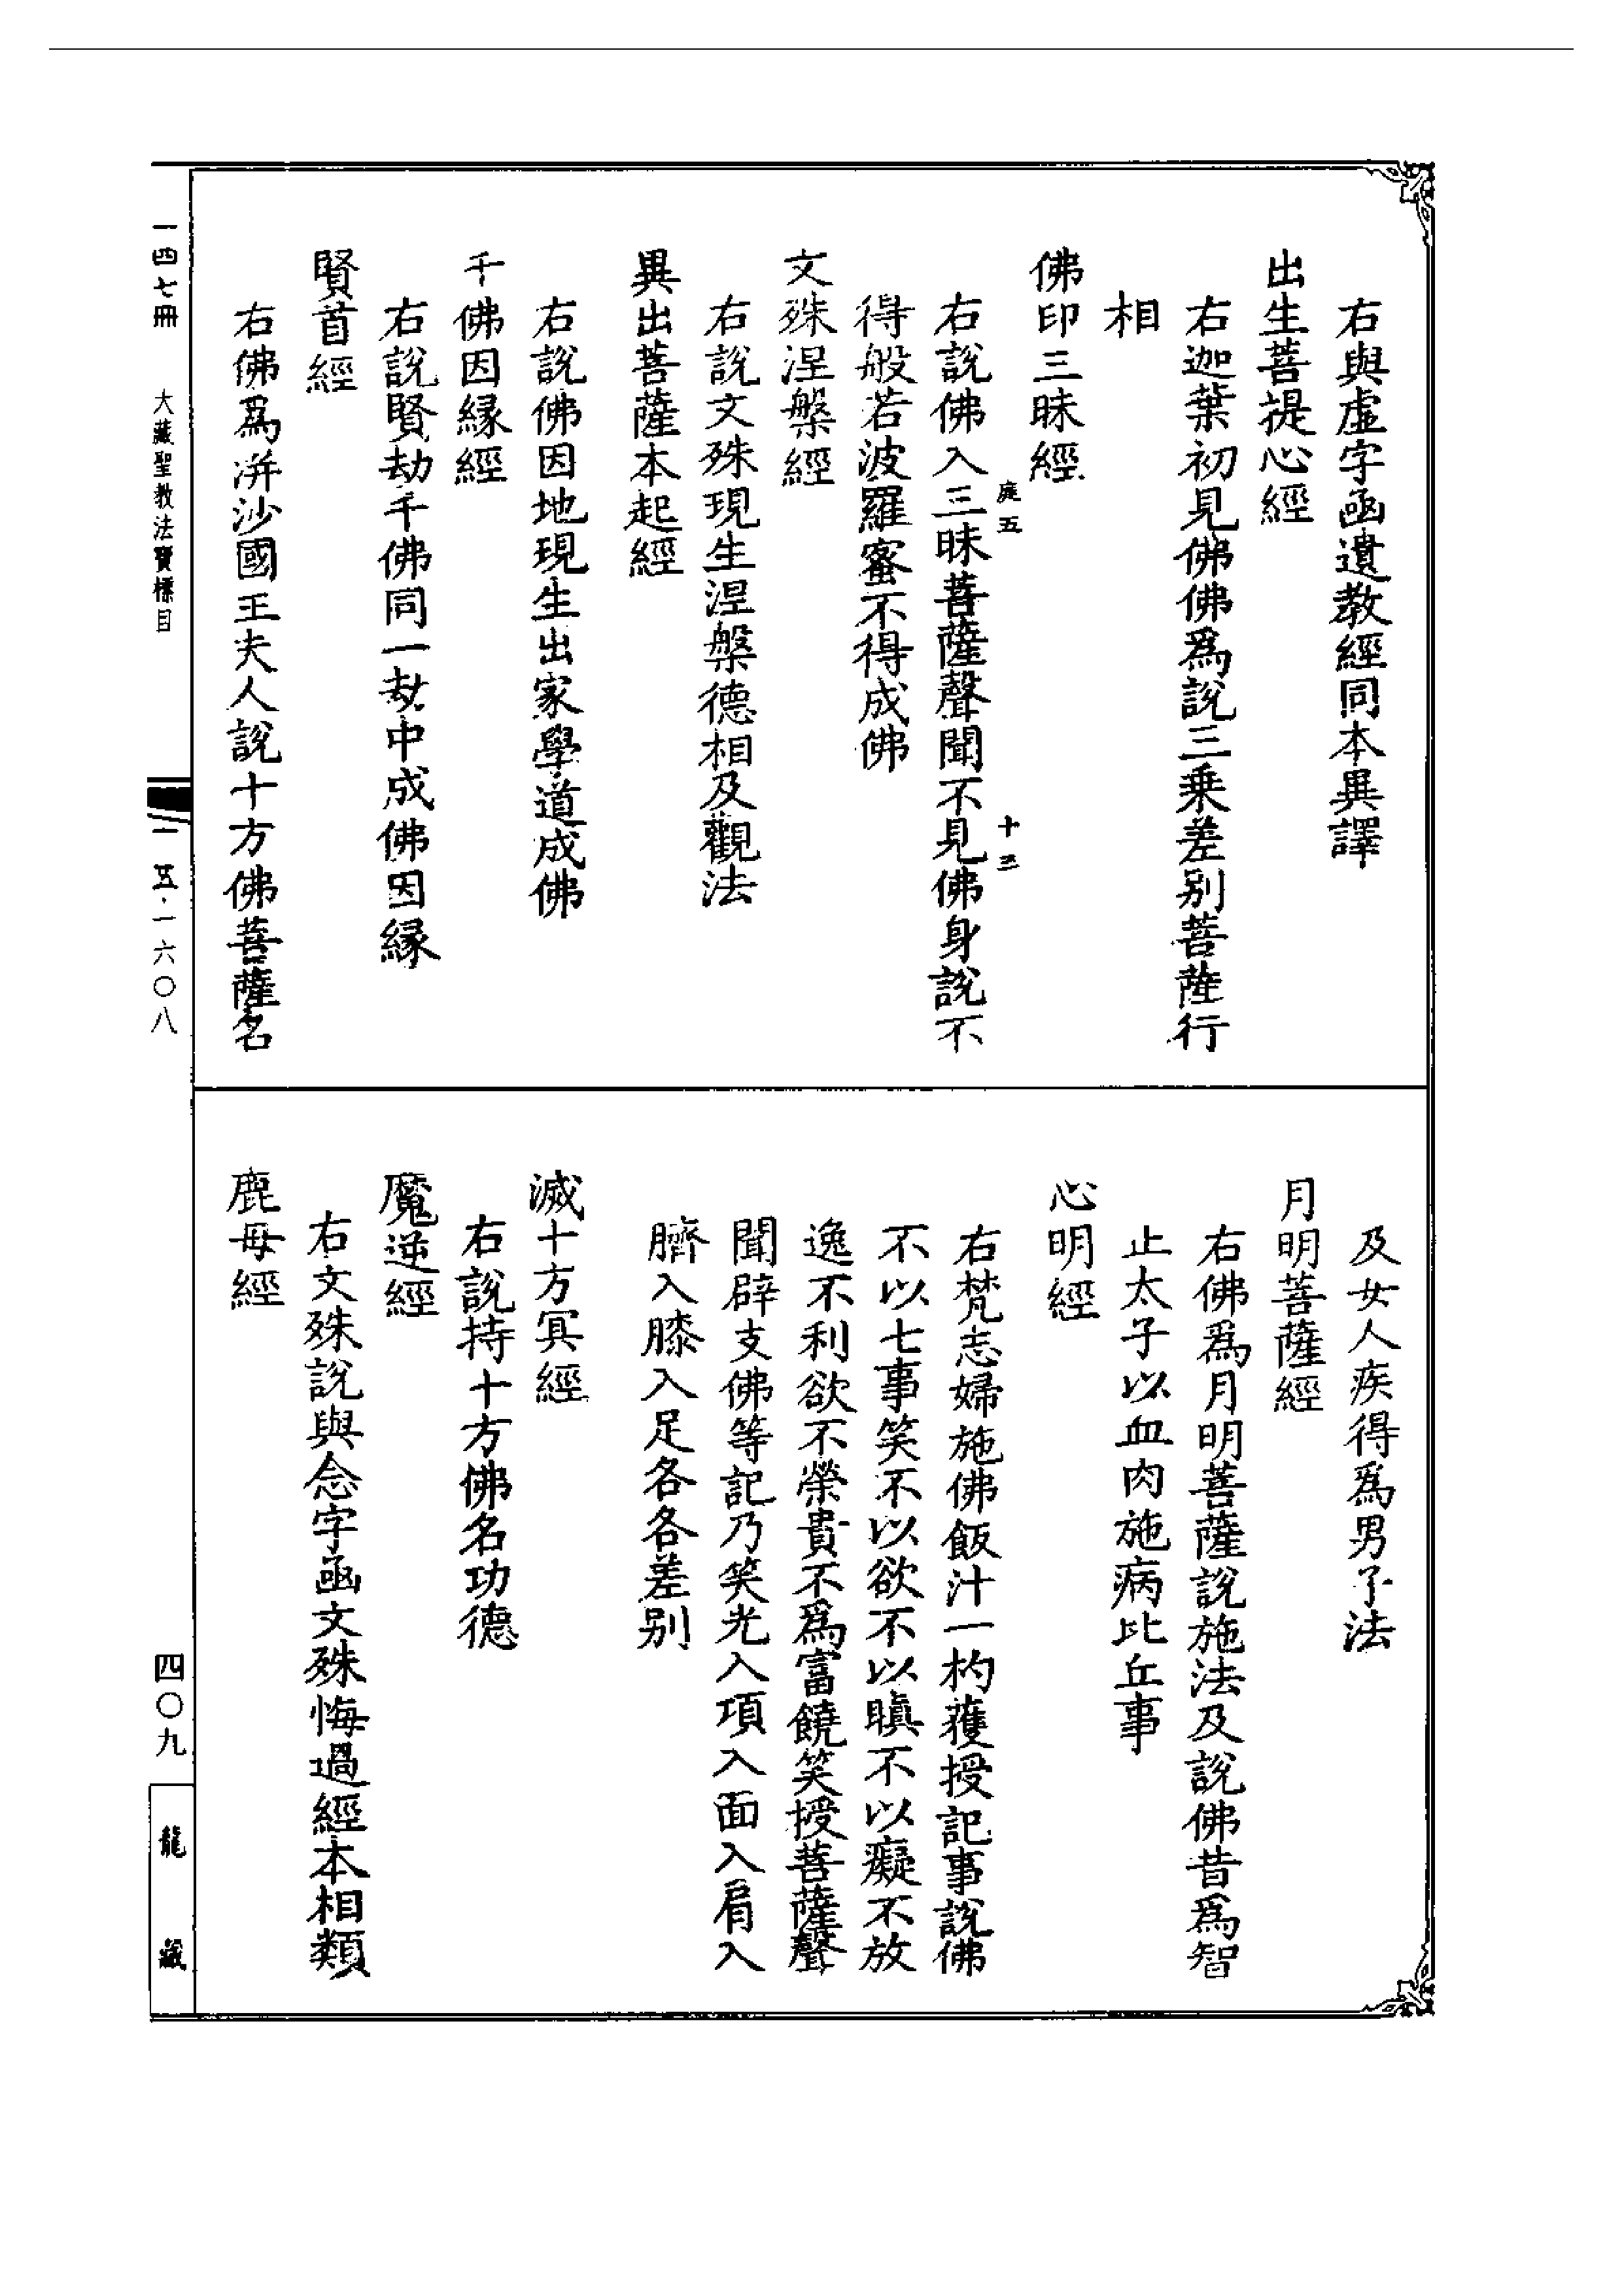 右與虛字函遺教經同本異譯
出生菩提心經
右迦葉初見佛佛為說三乗差别菩薩行
相
佛印三昧經
庭五
十三
右說佛入三昧菩薩聲聞不見佛身說不
得般若波羅蜜不得成佛
文殊涅槃經
右說文殊現生涅槃德相及觀法
異出菩薩本起經
右說佛因地現生出家學道成佛
千佛因緣經
右說賢劫千佛同一劫中成佛因緣
賢首經
右佛為洴沙國王夫人說十方佛菩薩名
及女人疾得為男子法
月明菩薩經
右佛為月明菩薩說施法及說佛昔為智
止太子以血肉施病比丘事
心明經
右梵志婦施佛飯汁一杓獲授記事說佛
不以七事笑不以欲不以瞋不以癡不放
逸不利欲不榮貴不為富饒笑授菩薩聲
聞辟支佛等記乃笑光入項入面入肩入
臍入膝入足各各差别
滅十方冥經
右說持十方佛名功德
魔逆經
右文殊說與念字函文殊悔過經本相類
鹿母經
一四七冊
大藏聖教法寶標目
一五·一六〇八
四〇九
龍藏